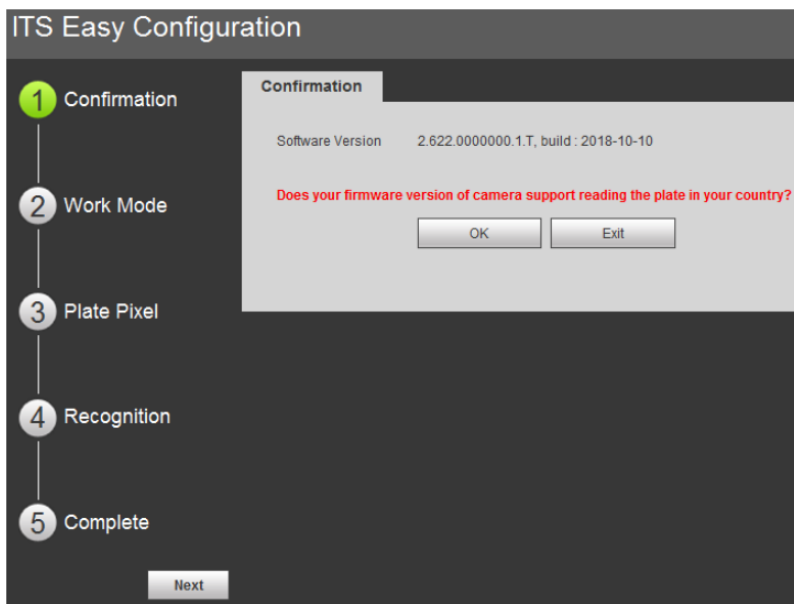 ITS Easy Configuration
1 Confirmation
2 Work Mode
3 Plate Pixel
4 Recognition
5 Complete
Next
Confirmation
Software Version 2.622.0000000.1.T, build : 2018-10-10
Does your firmware version of camera support reading the plate in your country?
OK Exit